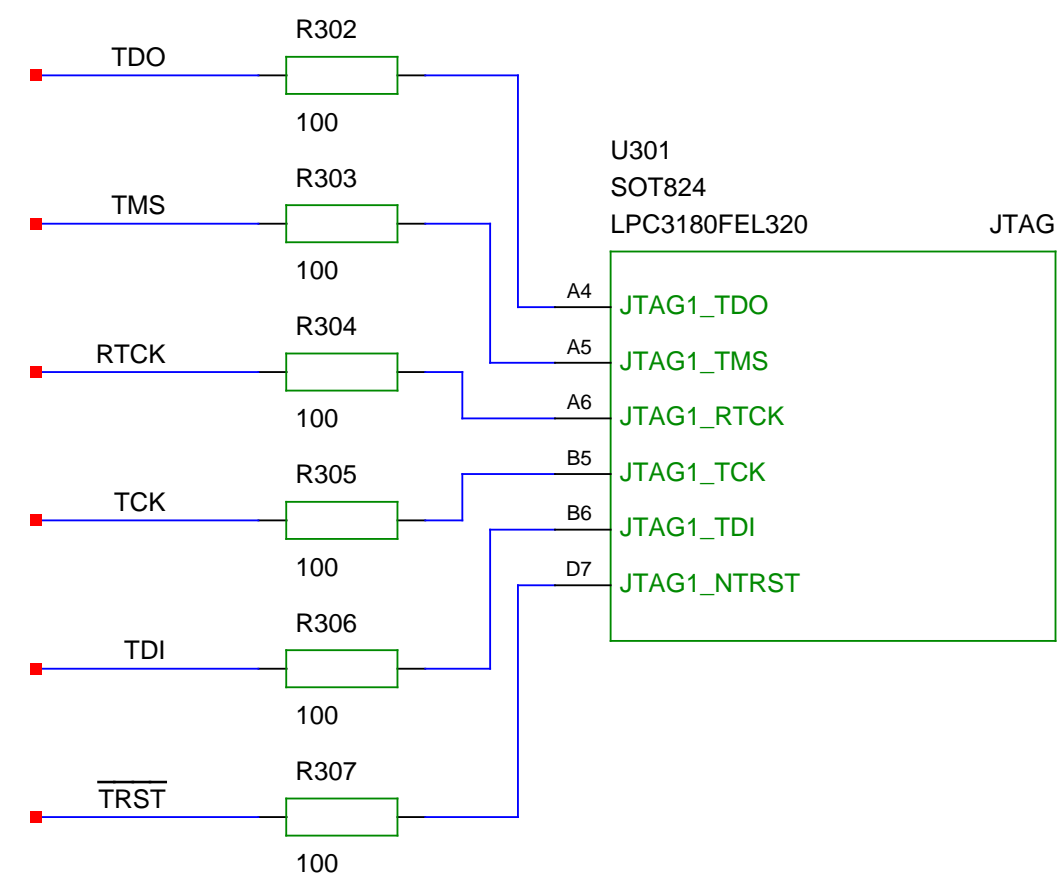 R302
TDO
100
U301
SOT824
LPC3180FEL320
JTAG
R303
TMS
100
A4
JTAG1_TDO
R304
RTCK
100
A5
JTAG1_TMS
A6
JTAG1_RTCK
R305
TCK
100
B5
JTAG1_TCK
B6
JTAG1_TDI
D7
JTAG1_NTRST
R306
TDI
100
R307
TRST
100